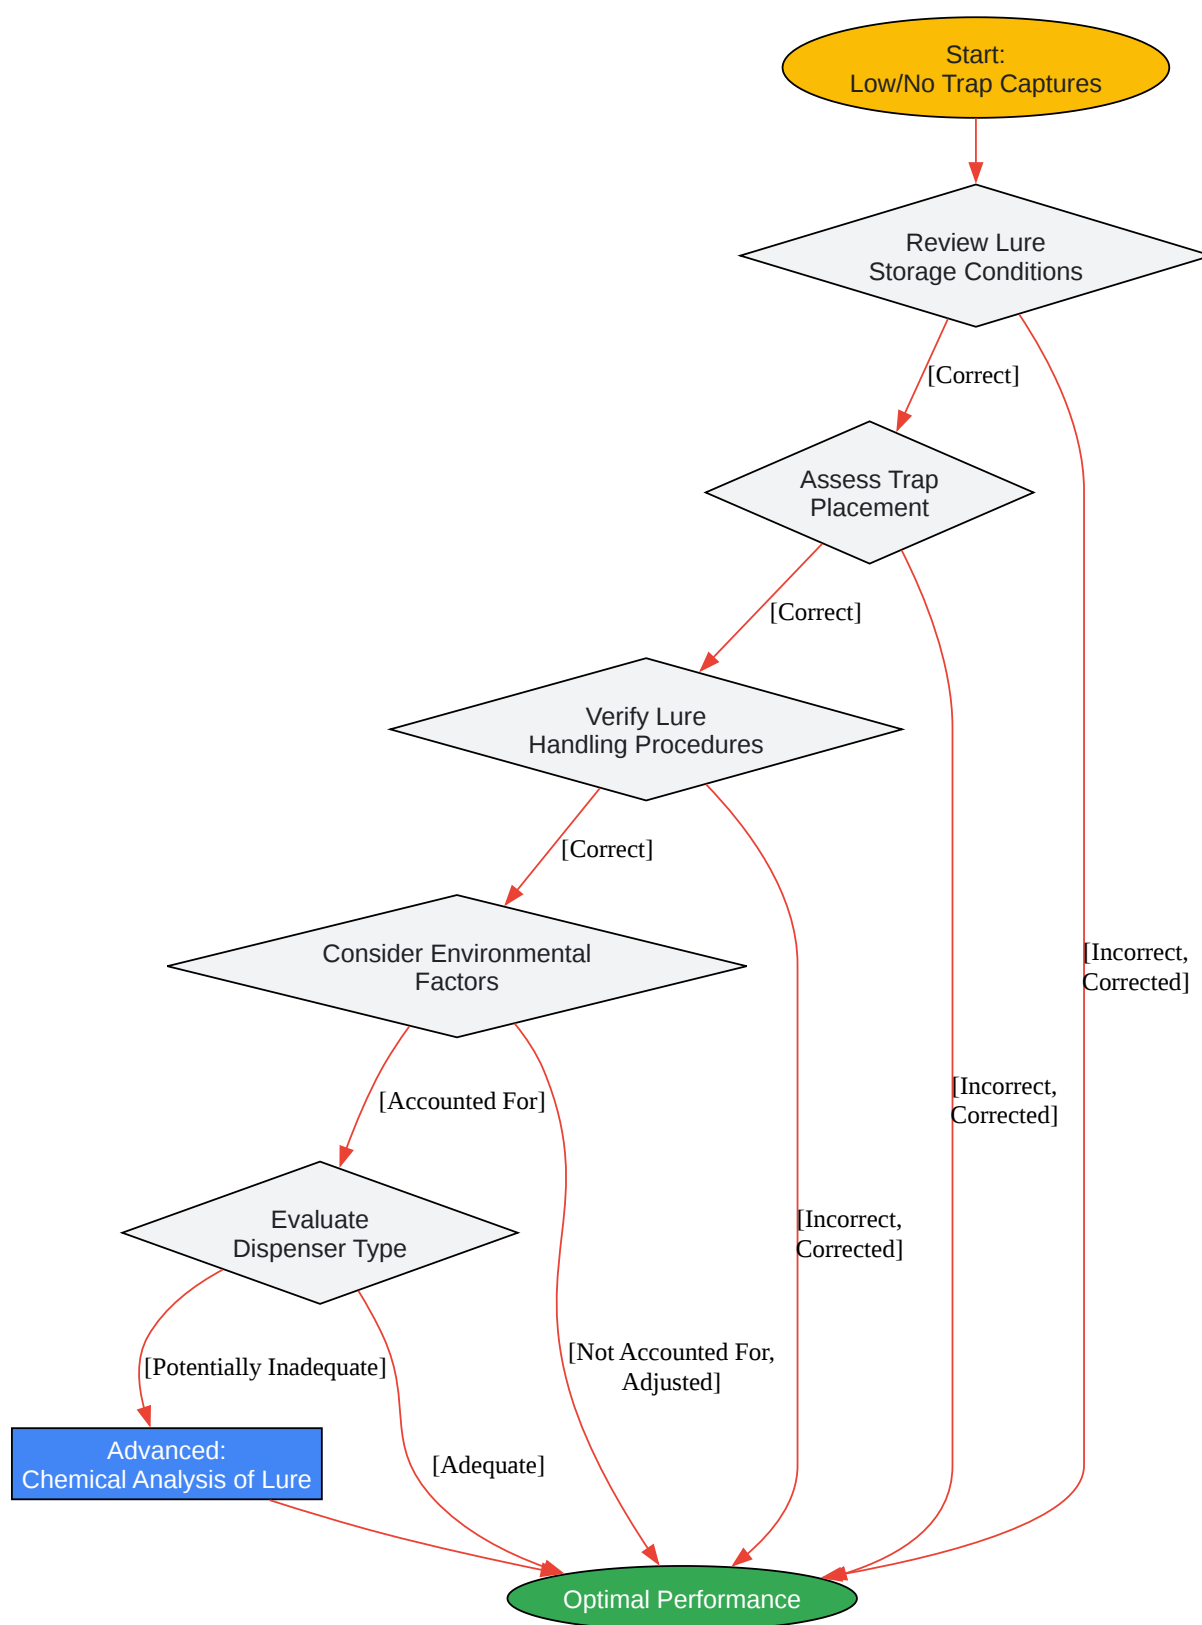 Start:
Low/No Trap Captures
Review Lure
Storage Conditions
[Correct]
Assess Trap
Placement
[Correct]
Verify Lure
Handling Procedures
[Correct]
Consider Environmental
Factors
[Incorrect,
Corrected]
[Incorrect,
Corrected]
[Accounted For]
Evaluate
Dispenser Type
[Incorrect,
Corrected]
[Not Accounted For,
Adjusted]
[Potentially Inadequate]
Advanced:
Chemical Analysis of Lure
[Adequate]
Optimal Performance